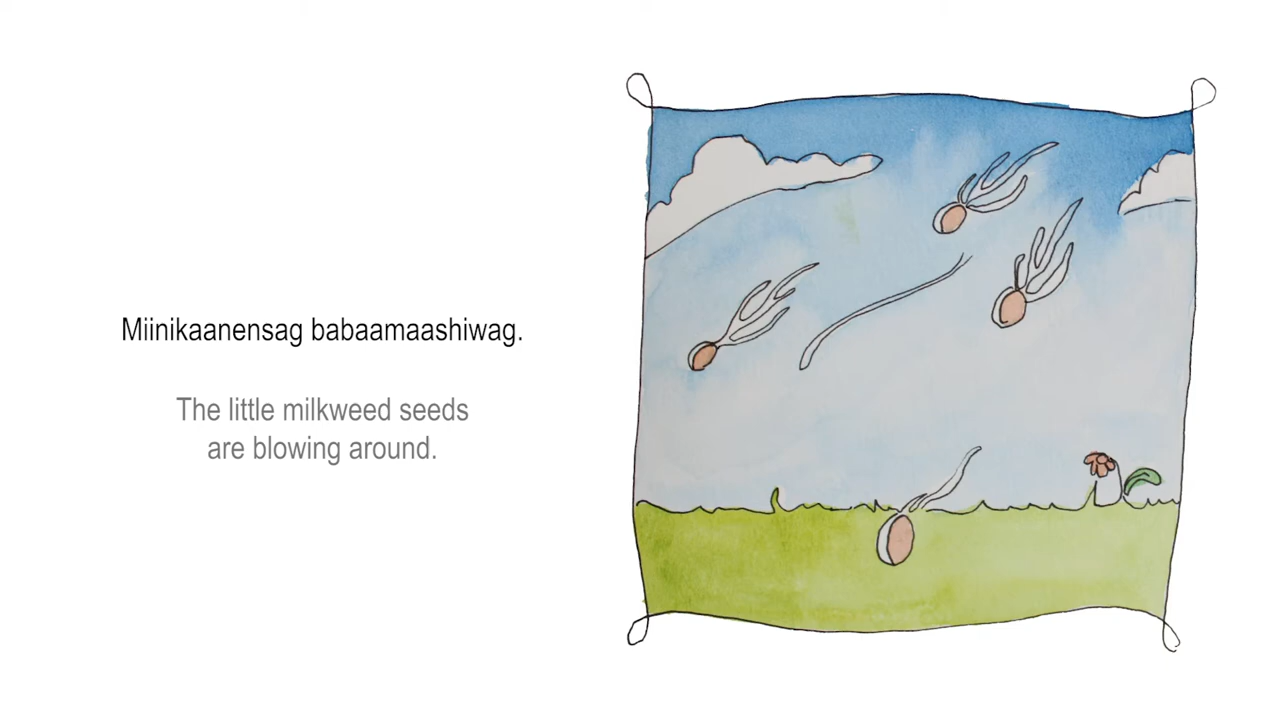 Miinikaanensag babaamaashiwag.
The little milkweed seeds
are blowing around.